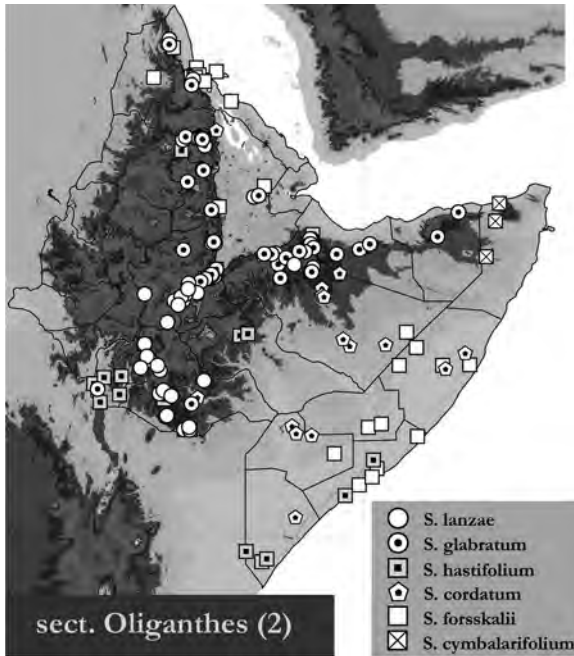 S. lanzae
S. glabratum
S. hastifolium
S. cordatum
S. forsskalii
S. cymbalarifolium
sect. Oliganthes (2)